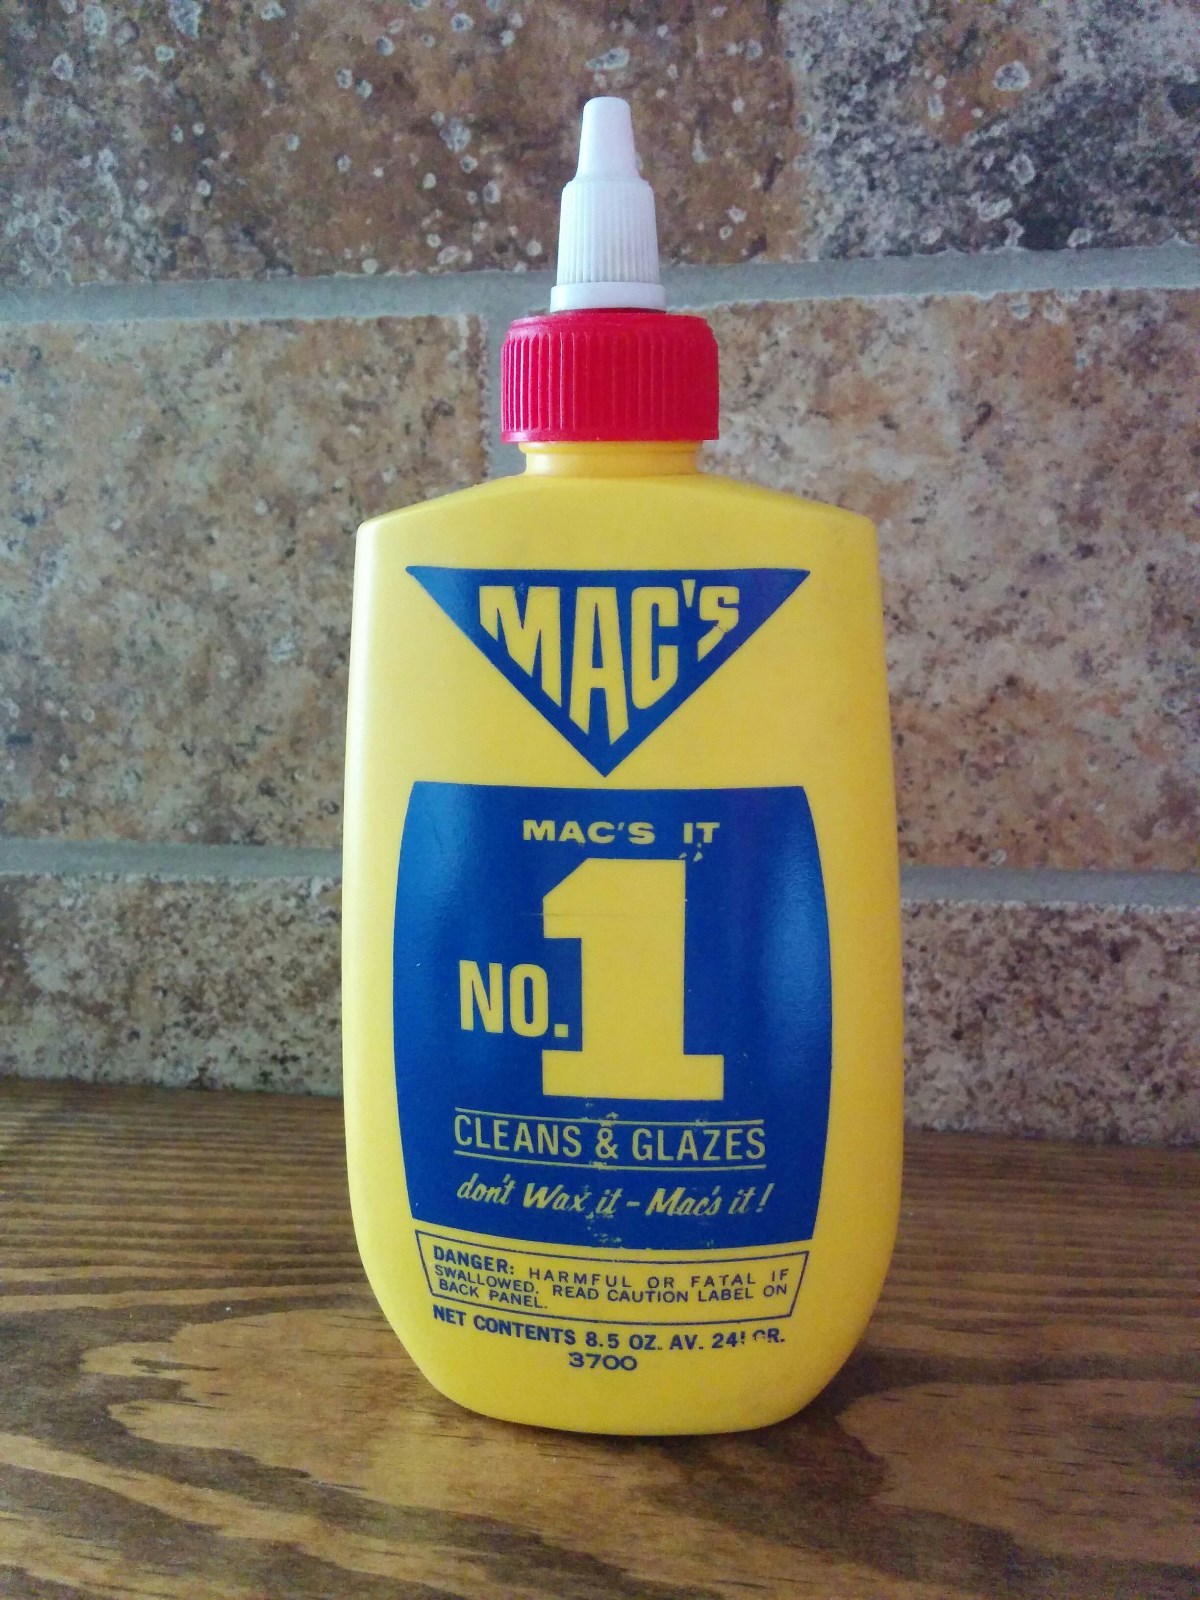 MAC'S
MAC'S IT
NO. 1
CLEANS & GLAZES
don't Wax it - Mac's it!
DANGER: HARMFUL OR FATAL IF
SWALLOWED. READ CAUTION LABEL ON
BACK PANEL.
NET CONTENTS 8.5 OZ. AV. GR.
3700